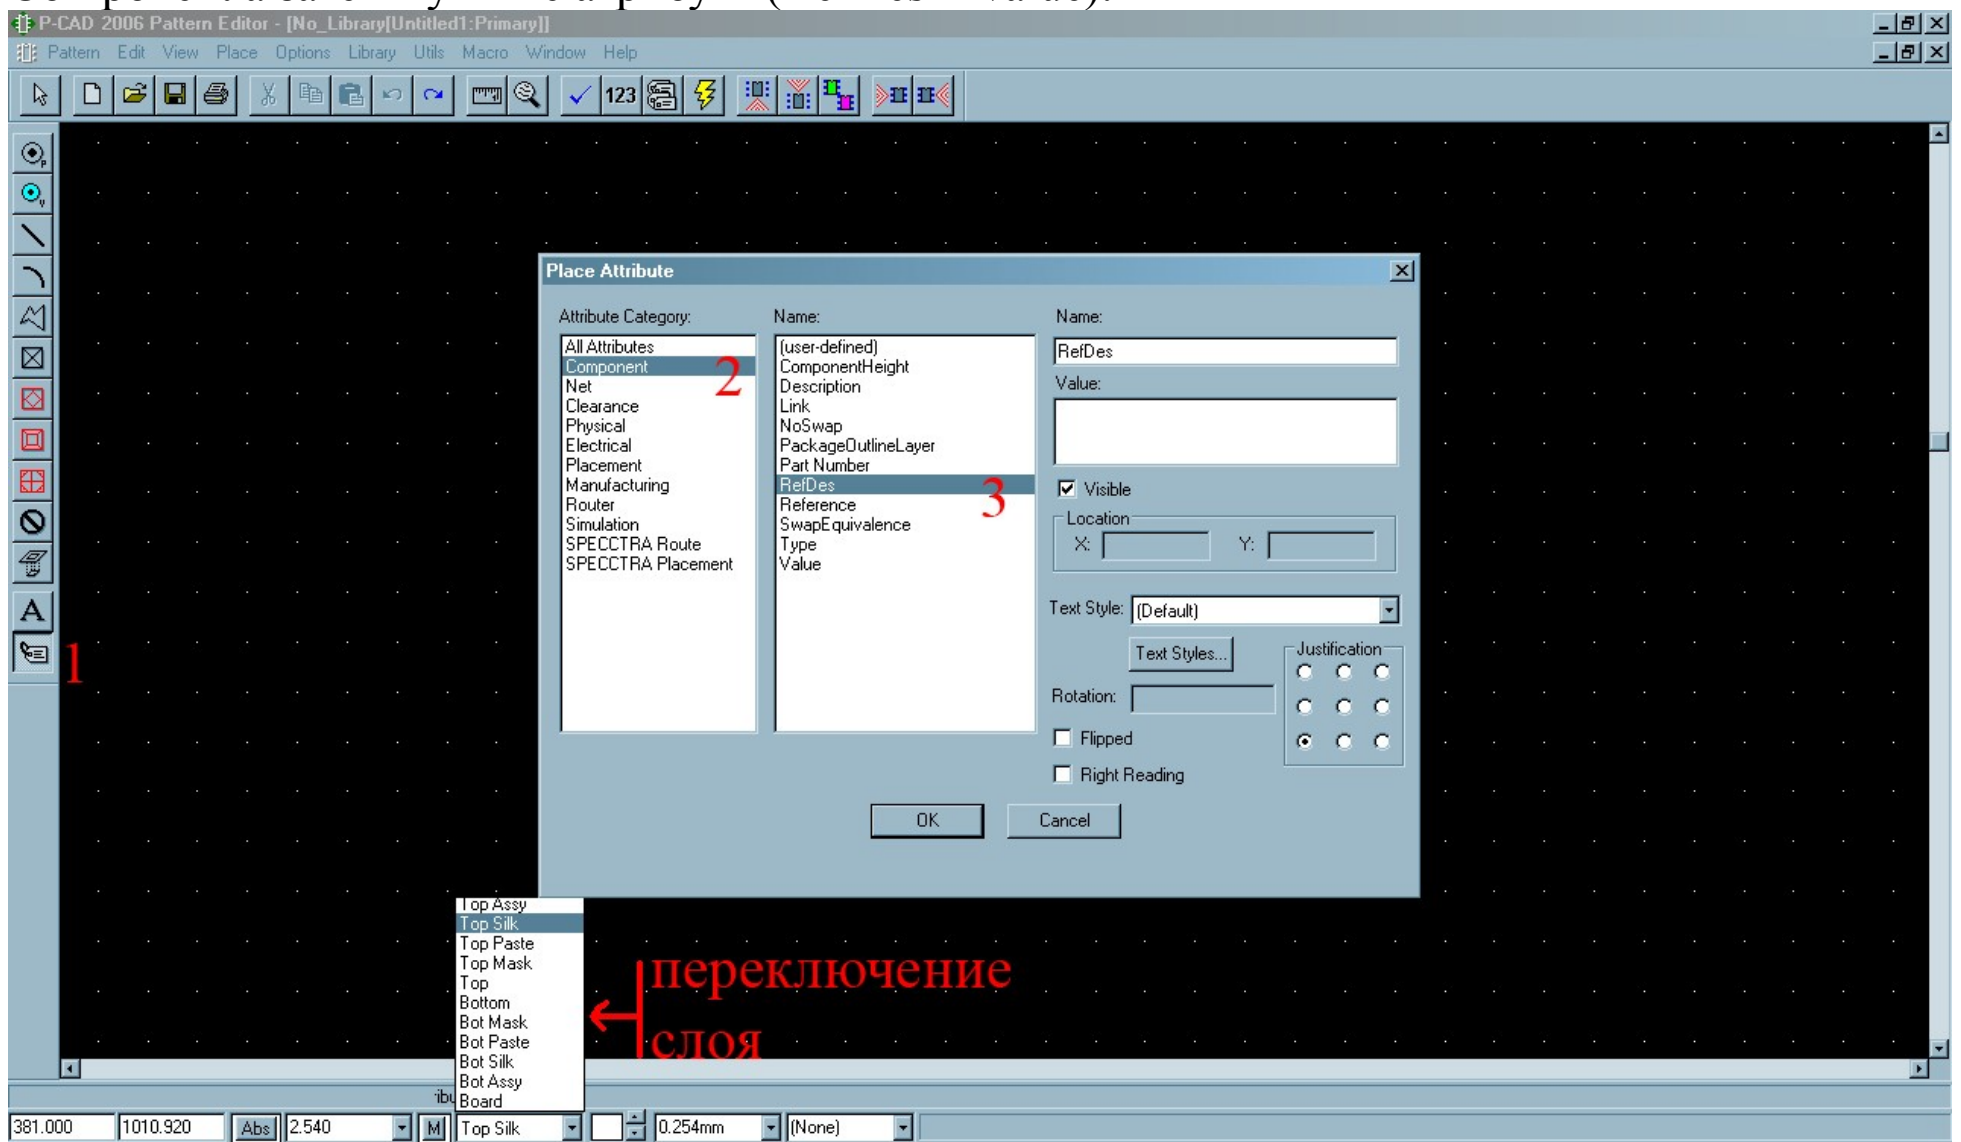 P-CAD 2006 Pattern Editor - [No_Library[Untitled1:Primary]]
Pattern Edit View Place Options Library Utils Macro Window Help
123
Place Attribute
Attribute Category:
All Attributes
Component
Net
Clearance
Physical
Electrical
Placement
Manufacturing
Router
Simulation
SPECCTRA Route
SPECCTRA Placement
2
Name:
(user-defined)
ComponentHeight
Description
Link
NoSwap
PackageOutlineLayer
Part Number
RefDes
Reference
SwapEquivalence
Type
Value
3
Name:
RefDes
Value:
Visible
Location
X: Y:
Text Style: (Default)
Text Styles...
Justification
Rotation:
Flipped
Right Reading
OK Cancel
A
1
Top Assy
Top Silk
Top Paste
Top Mask
Top
Bottom
Bot Mask
Bot Paste
Bot Silk
Bot Assy
Board
переключение
слоя
381.000 1010.920 Abs 2.540 M Top Silk 0.254mm (None)